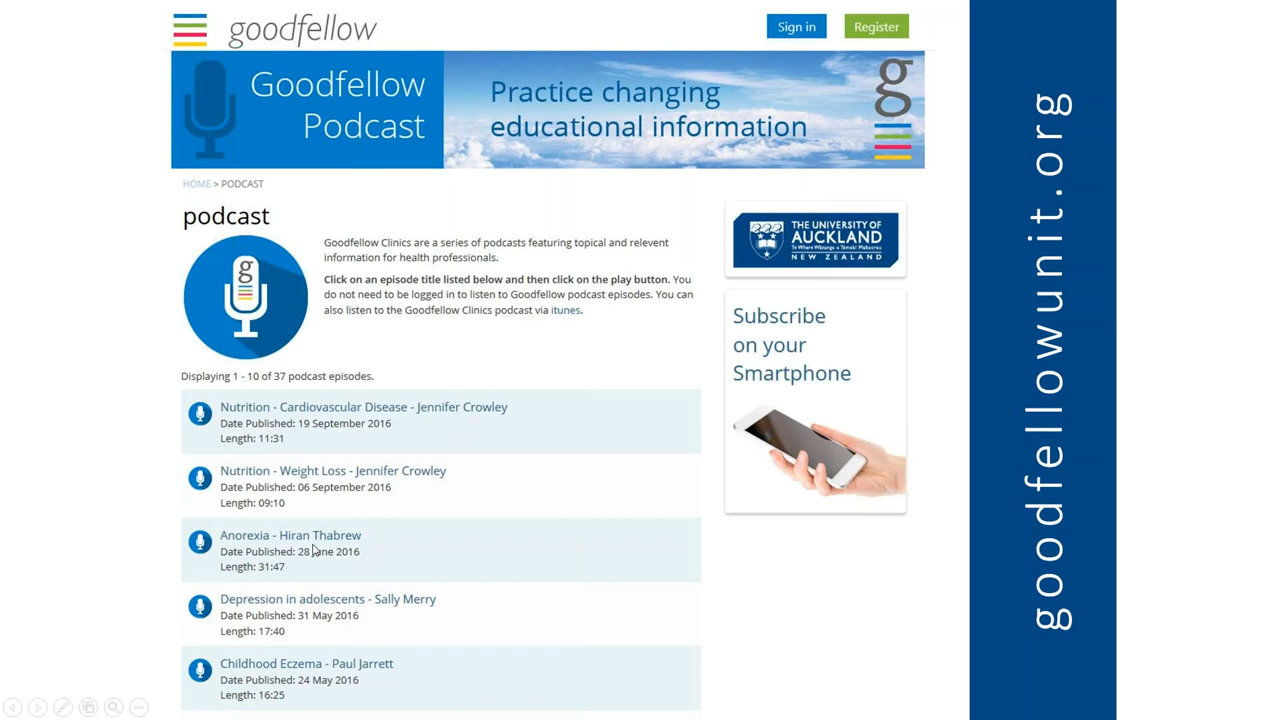 goodfellow
Sign in
Register
Goodfellow
Podcast
Practice changing
educational information
g
HOME > PODCAST
podcast
g
Goodfellow Clinics are a series of podcasts featuring topical and relevent
information for health professionals.
Click on an episode title listed below and then click on the play button. You
do not need to be logged in to listen to Goodfellow podcast episodes. You can
also listen to the Goodfellow Clinics podcast via itunes.
Displaying 1 - 10 of 37 podcast episodes.
Nutrition - Cardiovascular Disease - Jennifer Crowley
Date Published: 19 September 2016
Length: 11:31
Nutrition - Weight Loss - Jennifer Crowley
Date Published: 06 September 2016
Length: 09:10
Anorexia - Hiran Thabrew
Date Published: 28 June 2016
Length: 31:47
Depression in adolescents - Sally Merry
Date Published: 31 May 2016
Length: 17:40
Childhood Eczema - Paul Jarrett
Date Published: 24 May 2016
Length: 16:25
THE UNIVERSITY OF
AUCKLAND
Te Whare Wānanga o Tāmaki Makaurau
NEW ZEALAND
Subscribe
on your
Smartphone
goodfellowunit.org